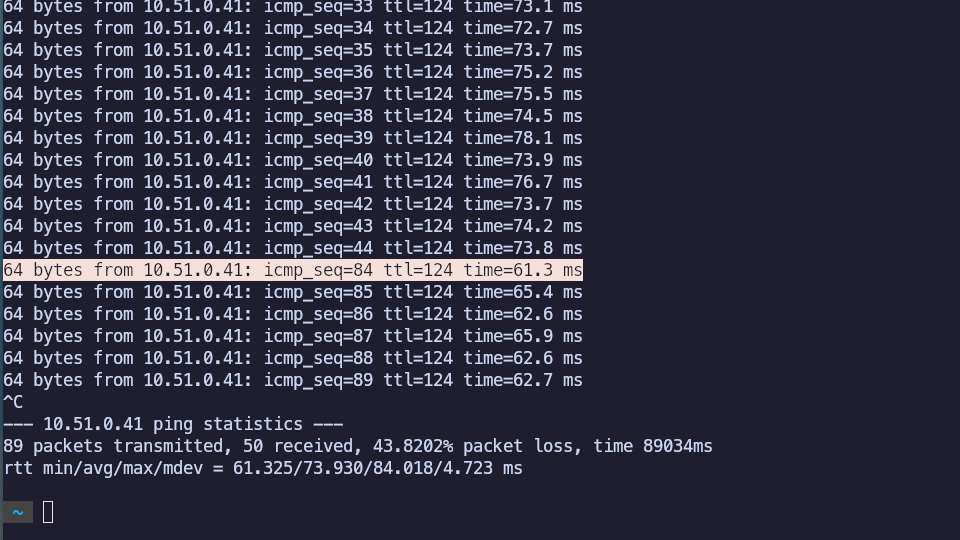 64 bytes from 10.51.0.41: icmp_seq=33 ttl=124 time=73.1 ms
64 bytes from 10.51.0.41: icmp_seq=34 ttl=124 time=72.7 ms
64 bytes from 10.51.0.41: icmp_seq=35 ttl=124 time=73.7 ms
64 bytes from 10.51.0.41: icmp_seq=36 ttl=124 time=75.2 ms
64 bytes from 10.51.0.41: icmp_seq=37 ttl=124 time=75.5 ms
64 bytes from 10.51.0.41: icmp_seq=38 ttl=124 time=74.5 ms
64 bytes from 10.51.0.41: icmp_seq=39 ttl=124 time=78.1 ms
64 bytes from 10.51.0.41: icmp_seq=40 ttl=124 time=73.9 ms
64 bytes from 10.51.0.41: icmp_seq=41 ttl=124 time=76.7 ms
64 bytes from 10.51.0.41: icmp_seq=42 ttl=124 time=73.7 ms
64 bytes from 10.51.0.41: icmp_seq=43 ttl=124 time=74.2 ms
64 bytes from 10.51.0.41: icmp_seq=44 ttl=124 time=73.8 ms
64 bytes from 10.51.0.41: icmp_seq=84 ttl=124 time=61.3 ms
64 bytes from 10.51.0.41: icmp_seq=85 ttl=124 time=65.4 ms
64 bytes from 10.51.0.41: icmp_seq=86 ttl=124 time=62.6 ms
64 bytes from 10.51.0.41: icmp_seq=87 ttl=124 time=65.9 ms
64 bytes from 10.51.0.41: icmp_seq=88 ttl=124 time=62.6 ms
64 bytes from 10.51.0.41: icmp_seq=89 ttl=124 time=62.7 ms
^C
--- 10.51.0.41 ping statistics ---
89 packets transmitted, 50 received, 43.8202% packet loss, time 89034ms
rtt min/avg/max/mdev = 61.325/73.930/84.018/4.723 ms
~